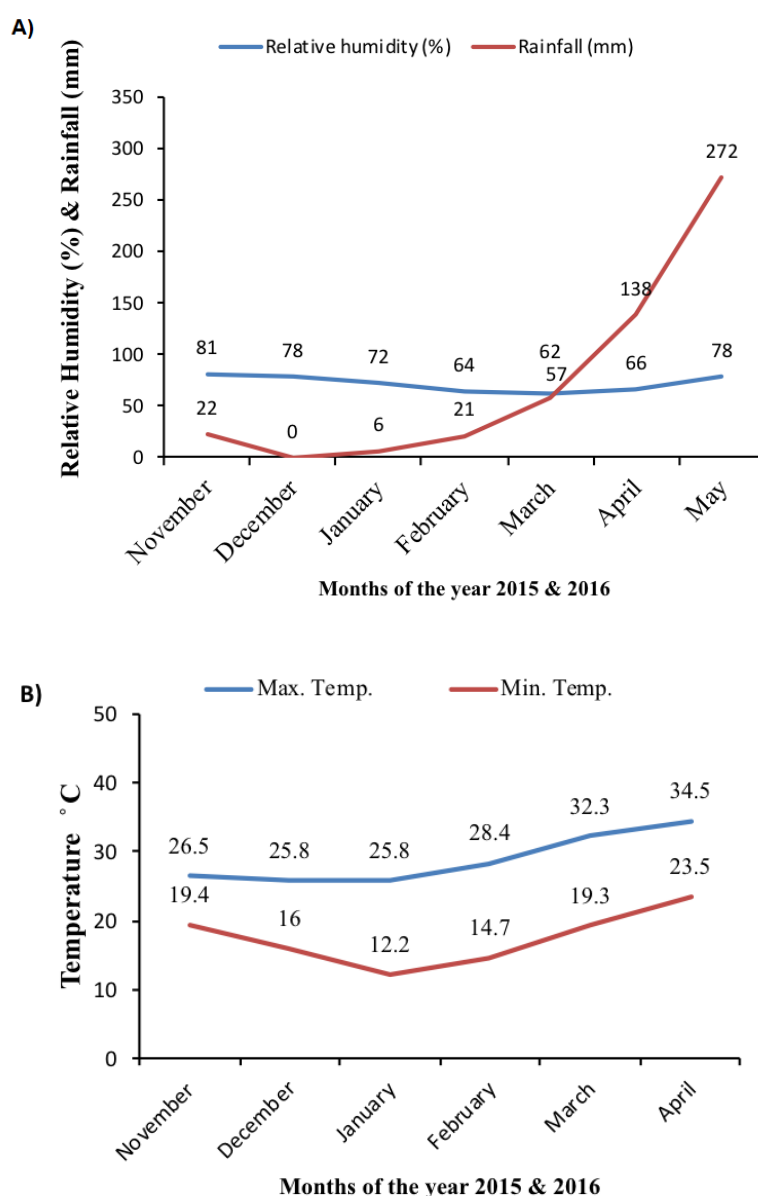 A)
Relative humidity (%) Rainfall (mm)
Relative Humidity (%) & Rainfall (mm)
350
300
250
200
150
100
50
0
81 78 72 64 62 66 78
22 0 6 21 57 138 272
November December January February March April May
Months of the year 2015 & 2016
B)
Max. Temp. Min. Temp.
Temperature °C
50
40
30
20
10
0
26.5 25.8 25.8 28.4 32.3 34.5
19.4 16 12.2 14.7 19.3 23.5
November December January February March April
Months of the year 2015 & 2016